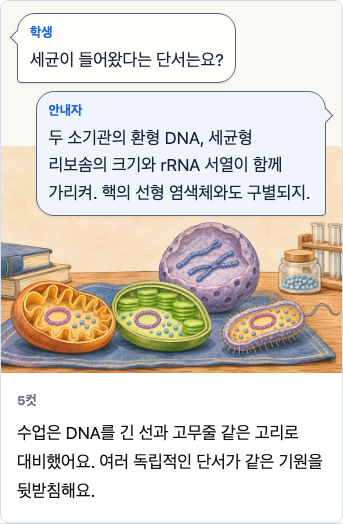 학생
세균이 들어왔다는 단서는요?
안내자
두 소기관의 환형 DNA, 세균형
리보솜의 크기와 rRNA 서열이 함께
가리켜. 핵의 선형 염색체와도 구별되지.
5컷
수업은 DNA를 긴 선과 고무줄 같은 고리로
대비했어요. 여러 독립적인 단서가 같은 기원을
뒷받침해요.